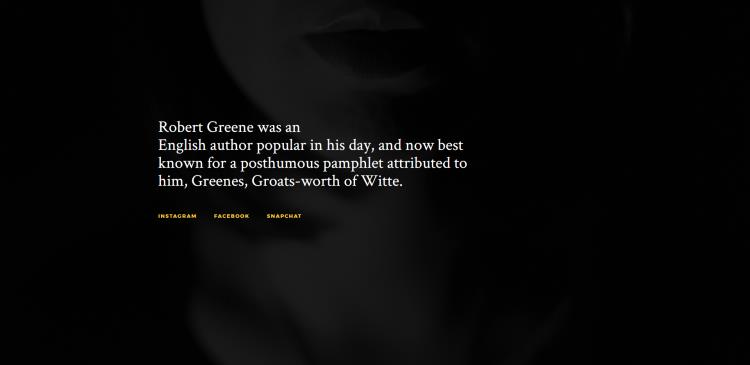 Robert Greene was an
English author popular in his day, and now best
known for a posthumous pamphlet attributed to
him, Greenes, Groats-worth of Witte.
INSTAGRAM FACEBOOK SNAPCHAT